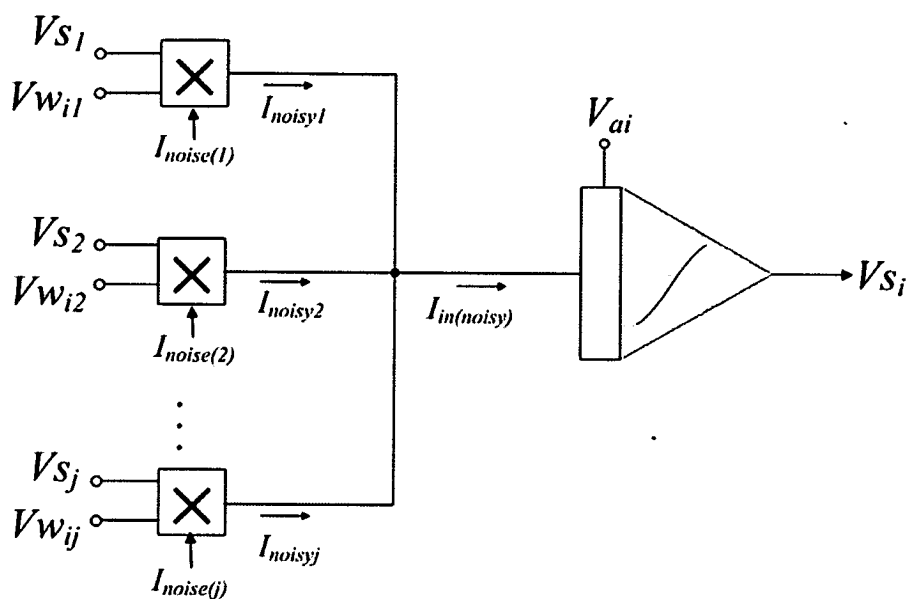 Vs1
Vwi1
Inoise(1)
Inoisy1
Vai
Vs2
Vwi2
Inoise(2)
Inoisy2
Iin(noisy)
Vsi
Vsj
Vwij
Inoise(j)
Inoisyj